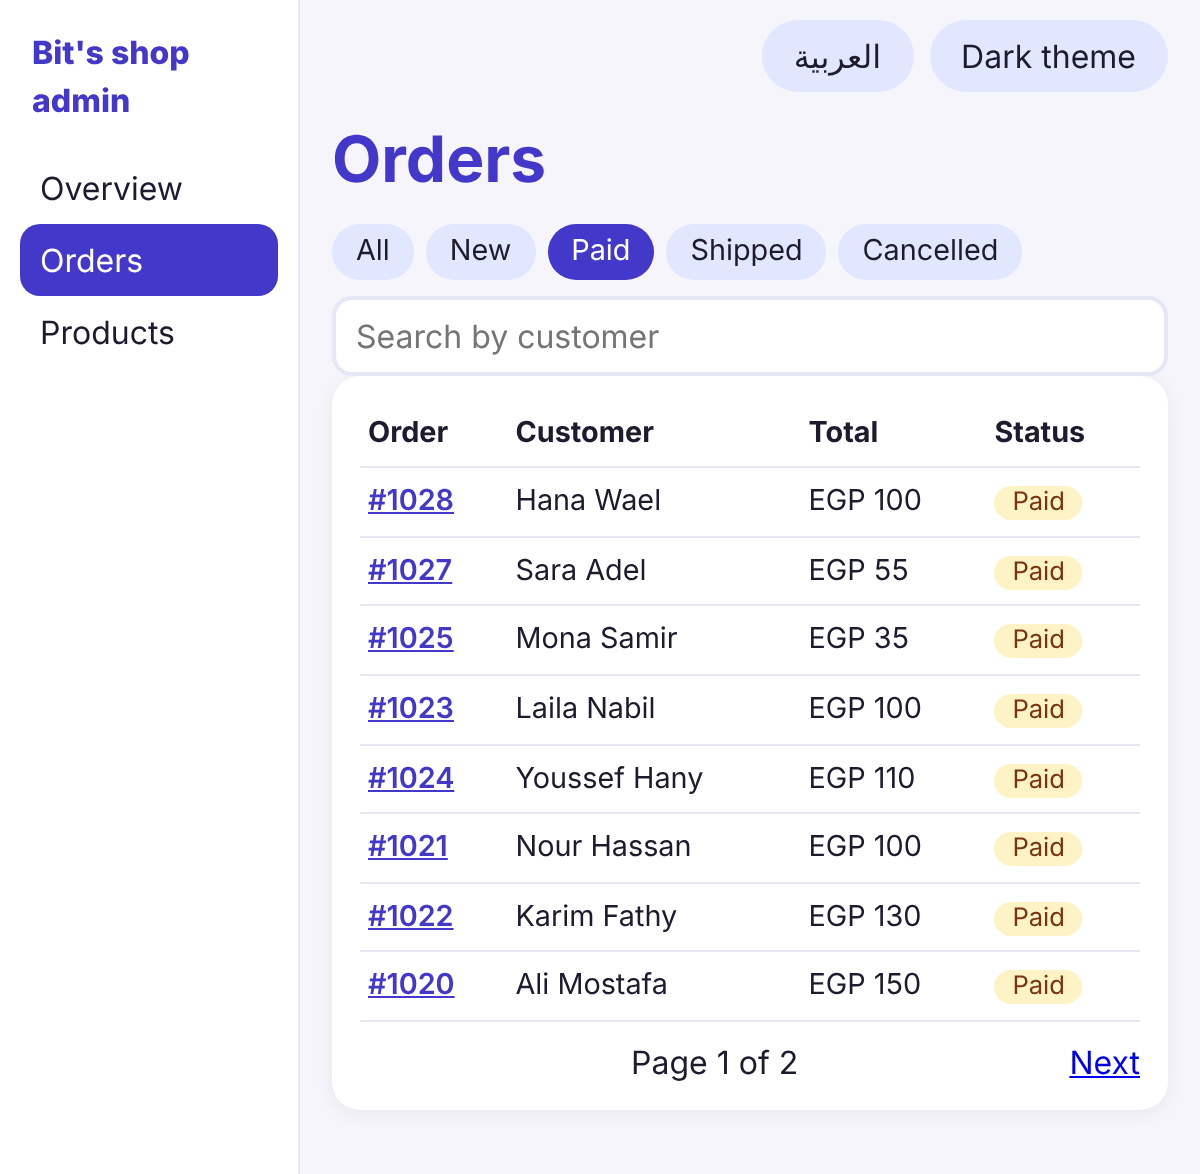 Bit's shop
admin
Overview
Orders
Products
العربية
Dark theme
Orders
All New Paid Shipped Cancelled
Search by customer
Order Customer Total Status
#1028 Hana Wael EGP 100 Paid
#1027 Sara Adel EGP 55 Paid
#1025 Mona Samir EGP 35 Paid
#1023 Laila Nabil EGP 100 Paid
#1024 Youssef Hany EGP 110 Paid
#1021 Nour Hassan EGP 100 Paid
#1022 Karim Fathy EGP 130 Paid
#1020 Ali Mostafa EGP 150 Paid
Page 1 of 2 Next